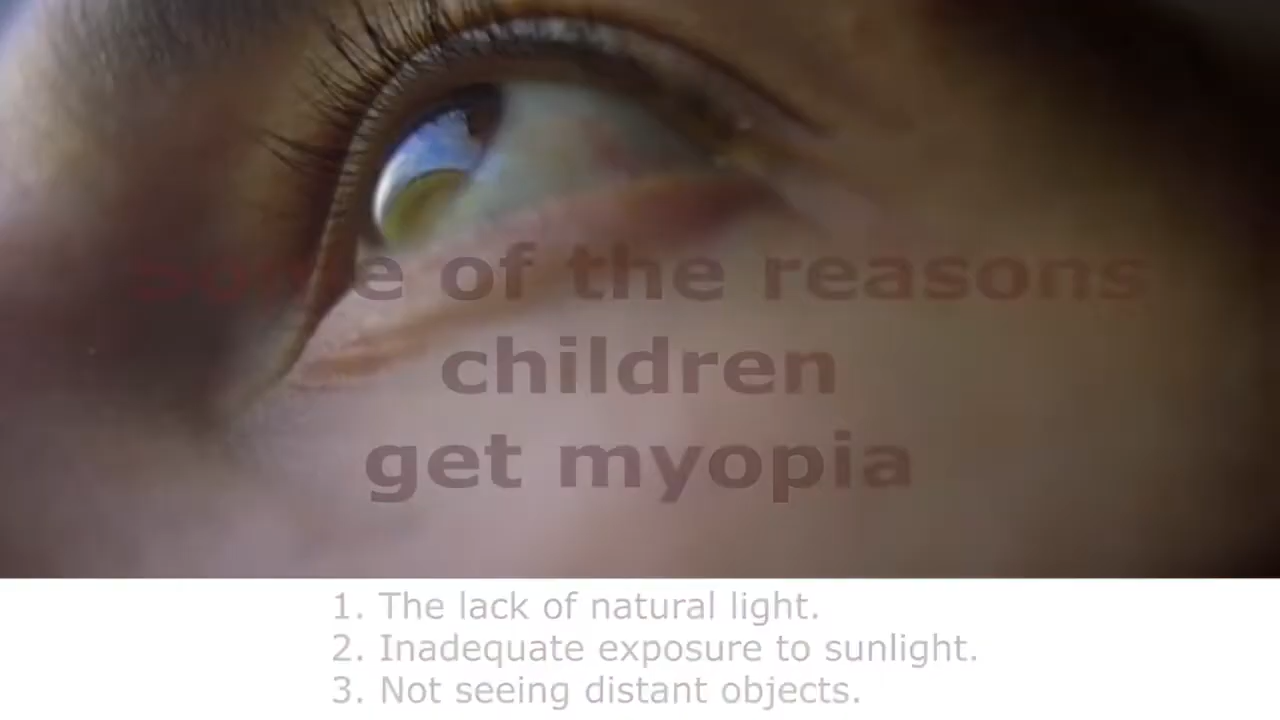 Some of the reasons
children
get myopia
1. The lack of natural light.
2. Inadequate exposure to sunlight.
3. Not seeing distant objects.